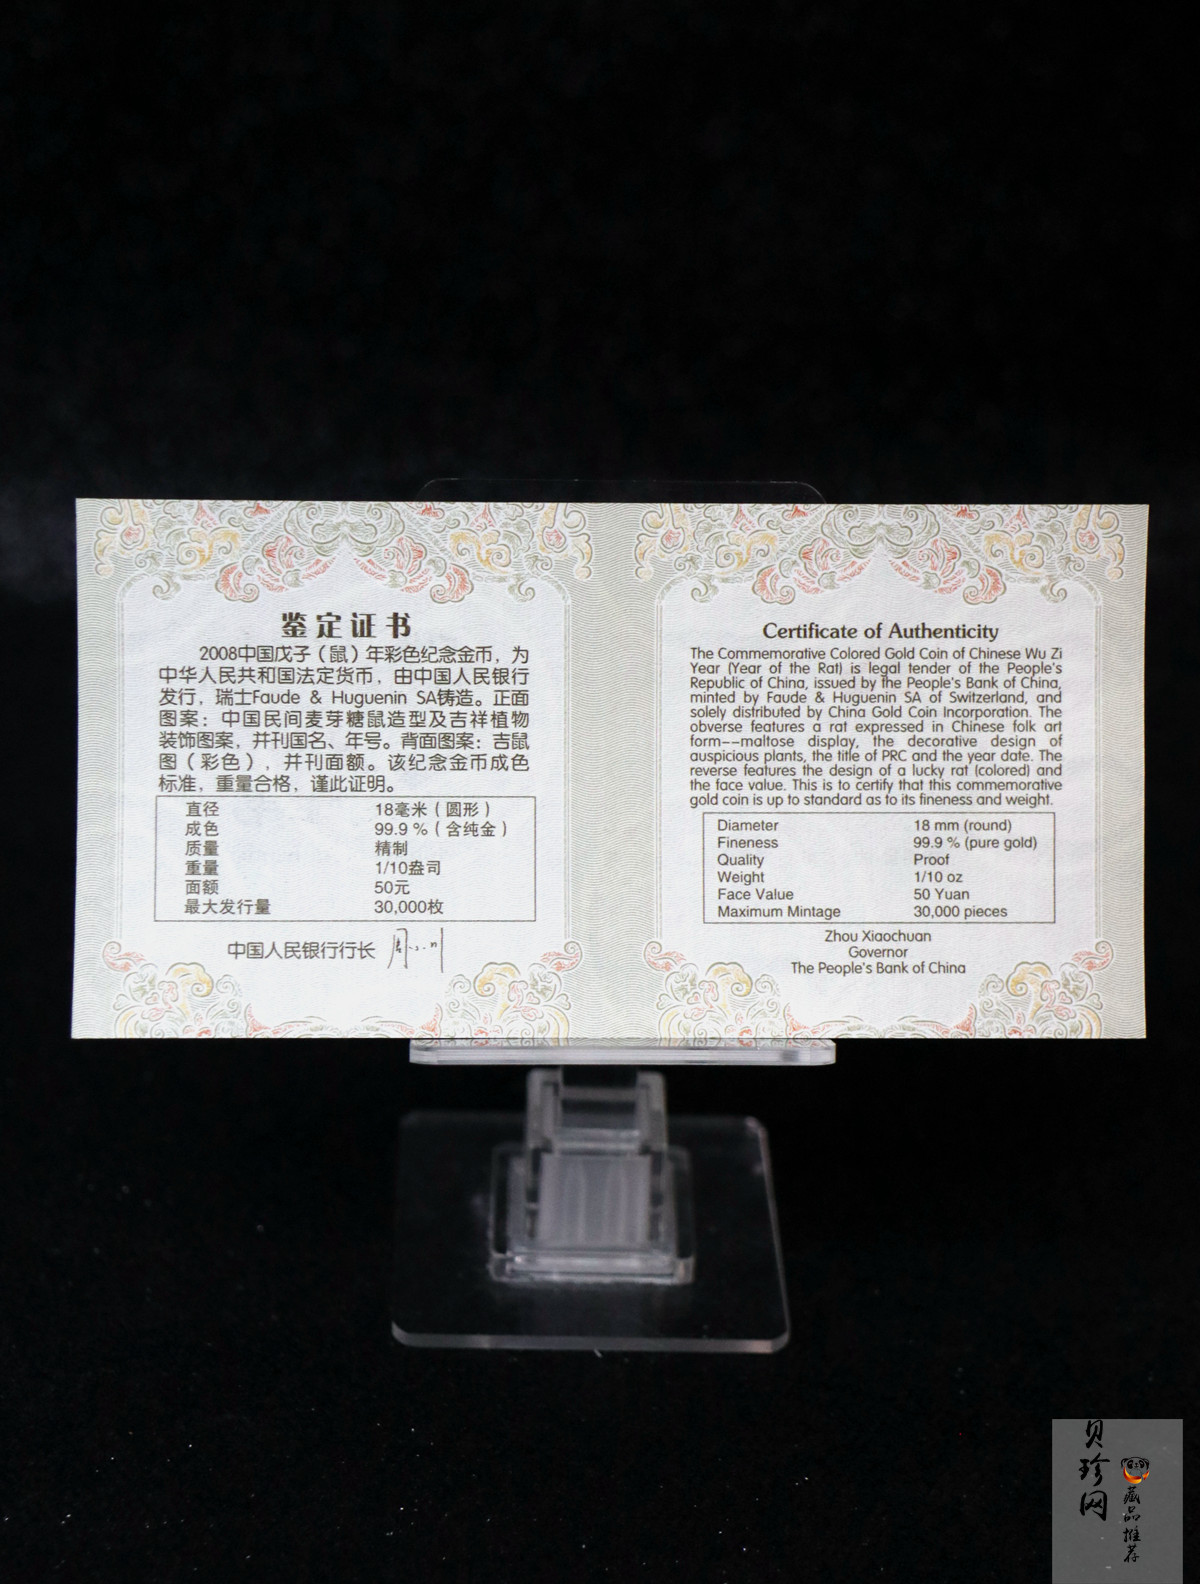 鉴定证书
2008中国戊子（鼠）年彩色纪念金币，为
中华人民共和国法定货币，由中国人民银行
发行，瑞士Faude & Huguenin SA铸造。正面
图案：中国民间麦芽糖鼠造型及吉祥植物
装饰图案，并刊国名、年号。背面图案：吉鼠
图（彩色），并刊面额。该纪念金币成色
标准，重量合格，谨此证明。
直径 18毫米（圆形）
成色 99.9%（含纯金）
质量 精制
重量 1/10盎司
面额 50元
最大发行量 30,000枚
中国人民银行行长 周小川
Certificate of Authenticity
The Commemorative Colored Gold Coin of Chinese Wu Zi
Year (Year of the Rat) is legal tender of the People's
Republic of China, issued by the People's Bank of China,
minted by Faude & Huguenin SA of Switzerland, and
solely distributed by China Gold Coin Incorporation. The
obverse features a rat expressed in Chinese folk art
form--maltose display, the decorative design of
auspicious plants, the title of PRC and the year date. The
reverse features the design of a lucky rat (colored) and
the face value. This is to certify that this commemorative
gold coin is up to standard as to its fineness and weight.
Diameter 18 mm (round)
Fineness 99.9 % (pure gold)
Quality Proof
Weight 1/10 oz
Face Value 50 Yuan
Maximum Mintage 30,000 pieces
Zhou Xiaochuan
Governor
The People's Bank of China
贝珍网
藏品推荐